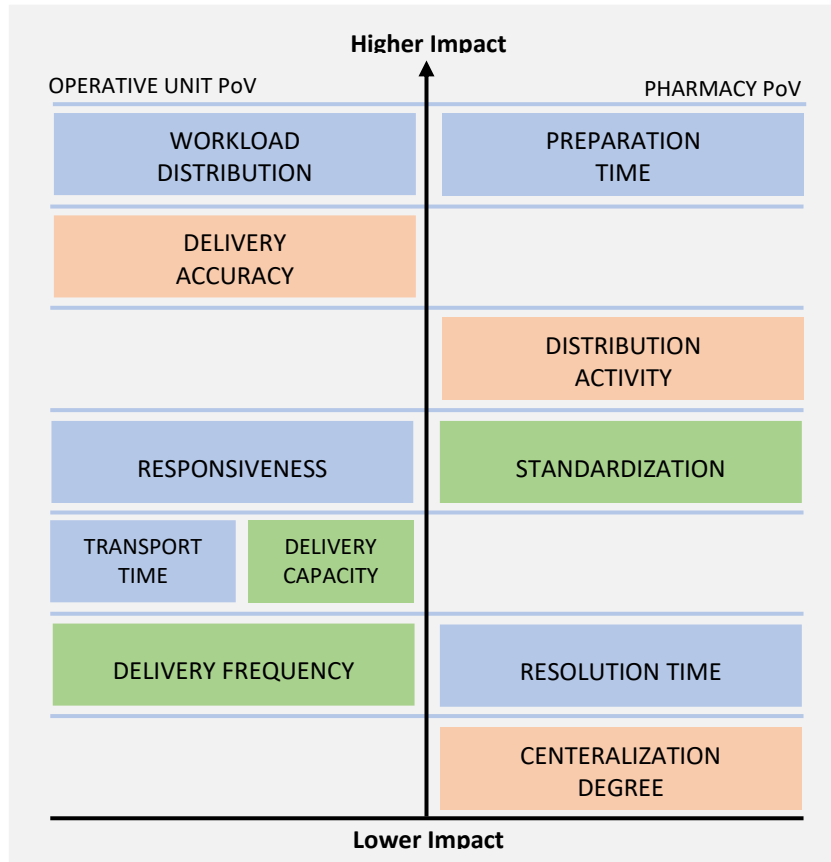 Higher Impact
OPERATIVE UNIT PoV
PHARMACY PoV
WORKLOAD
DISTRIBUTION
PREPARATION
TIME
DELIVERY
ACCURACY
DISTRIBUTION
ACTIVITY
RESPONSIVENESS
STANDARDIZATION
TRANSPORT
TIME
DELIVERY
CAPACITY
DELIVERY FREQUENCY
RESOLUTION TIME
CENTERALIZATION
DEGREE
Lower Impact